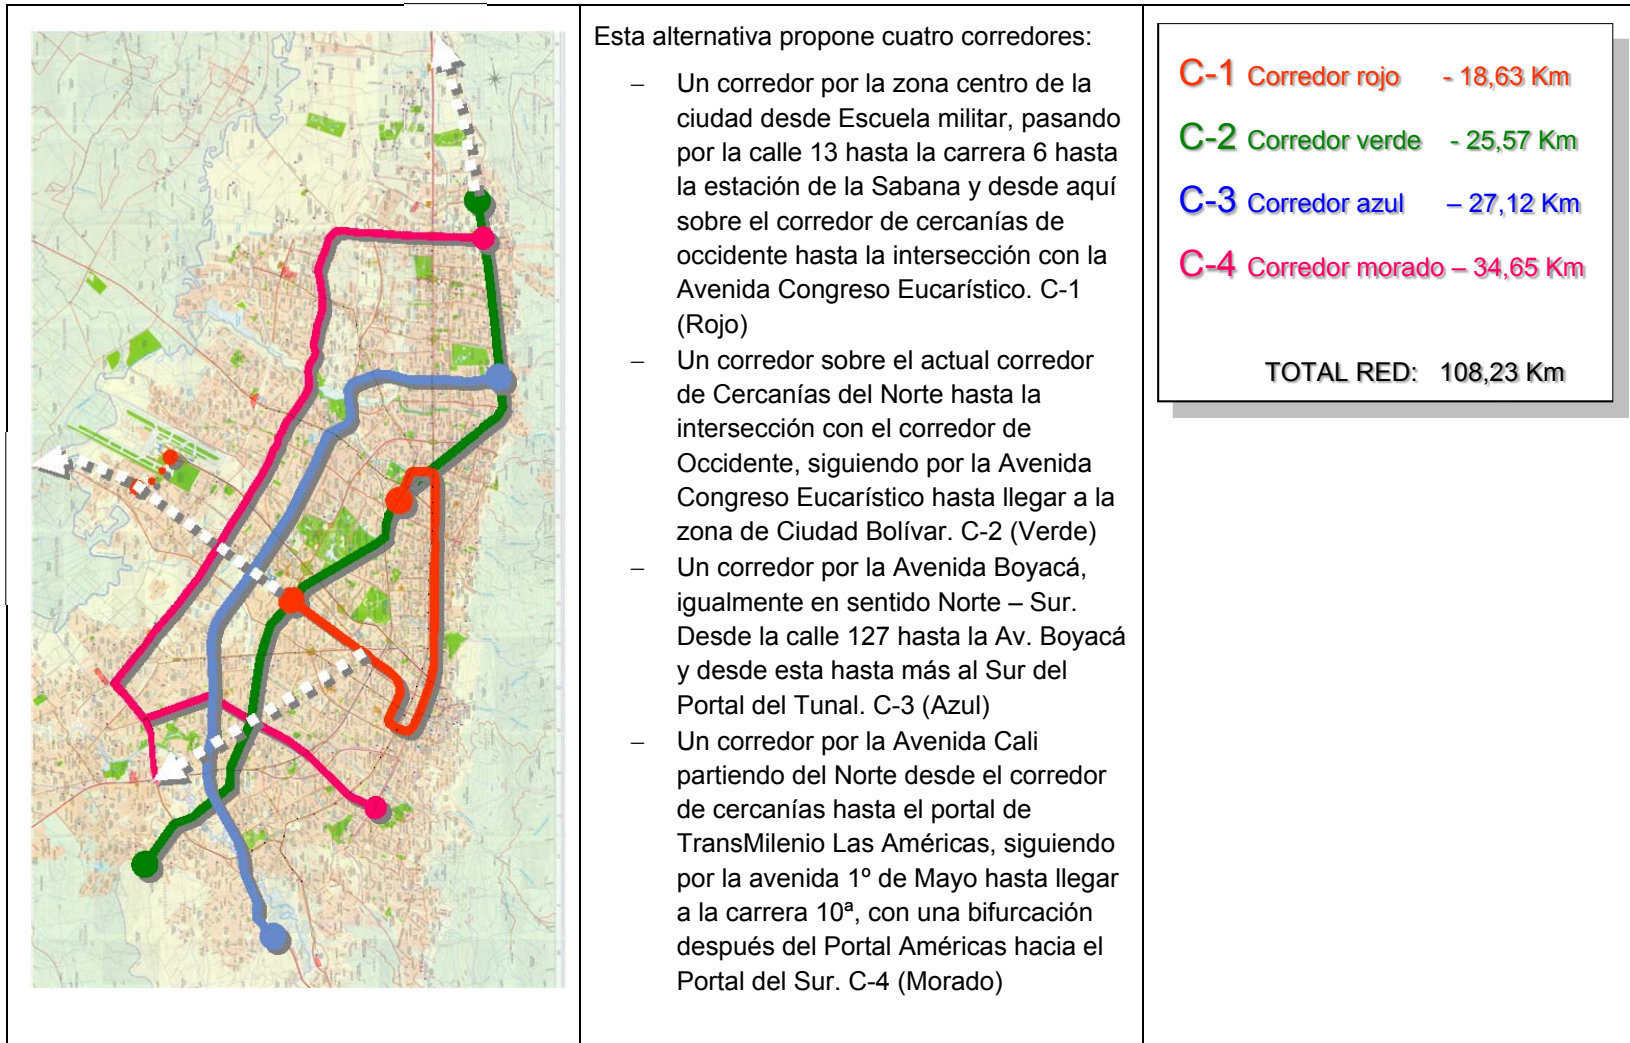 Esta alternativa propone cuatro corredores:
– Un corredor por la zona centro de la
ciudad desde Escuela militar, pasando
por la calle 13 hasta la carrera 6 hasta
la estación de la Sabana y desde aquí
sobre el corredor de cercanías de
occidente hasta la intersección con la
Avenida Congreso Eucarístico. C-1
(Rojo)
– Un corredor sobre el actual corredor
de Cercanías del Norte hasta la
intersección con el corredor de
Occidente, siguiendo por la Avenida
Congreso Eucarístico hasta llegar a la
zona de Ciudad Bolívar. C-2 (Verde)
– Un corredor por la Avenida Boyacá,
igualmente en sentido Norte – Sur.
Desde la calle 127 hasta la Av. Boyacá
y desde esta hasta más al Sur del
Portal del Tunal. C-3 (Azul)
– Un corredor por la Avenida Cali
partiendo del Norte desde el corredor
de cercanías hasta el portal de
TransMilenio Las Américas, siguiendo
por la avenida 1º de Mayo hasta llegar
a la carrera 10ª, con una bifurcación
después del Portal Américas hacia el
Portal del Sur. C-4 (Morado)
C-1 Corredor rojo - 18,63 Km
C-2 Corredor verde - 25,57 Km
C-3 Corredor azul – 27,12 Km
C-4 Corredor morado – 34,65 Km
TOTAL RED: 108,23 Km